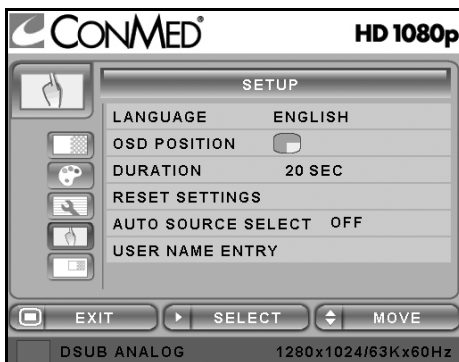 CONMED® HD 1080p
SETUP
LANGUAGE ENGLISH
OSD POSITION
DURATION 20 SEC
RESET SETTINGS
AUTO SOURCE SELECT OFF
USER NAME ENTRY
EXIT SELECT MOVE
DSUB ANALOG 1280x1024/63Kx60Hz